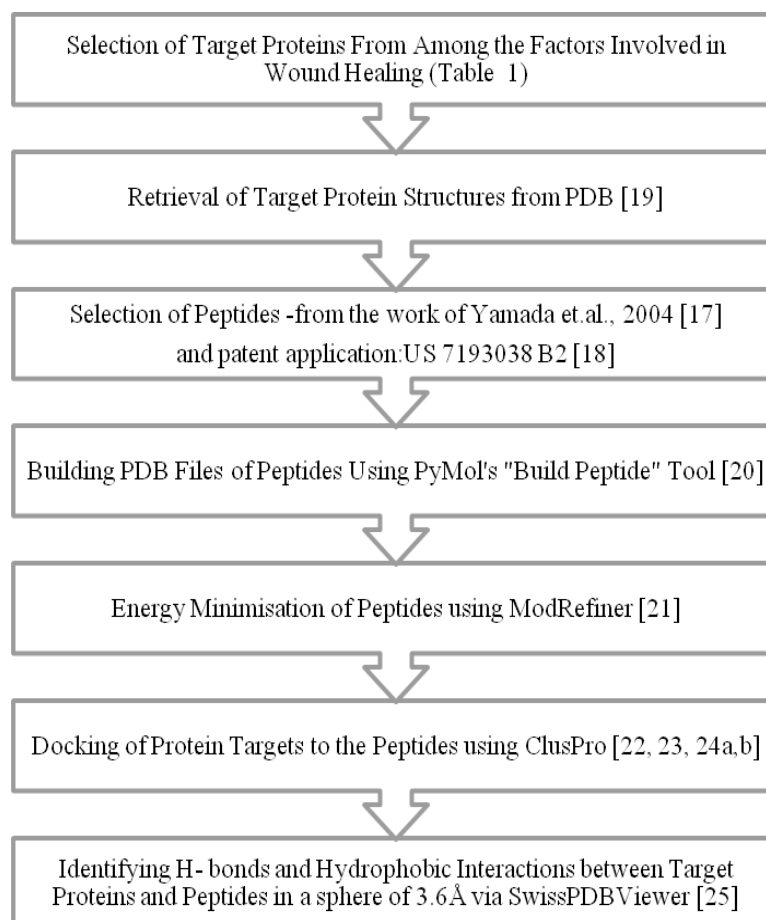 Selection of Target Proteins From Among the Factors Involved in
Wound Healing (Table 1)
Retrieval of Target Protein Structures from PDB [19]
Selection of Peptides -from the work of Yamada et.al., 2004 [17]
and patent application:US 7193038 B2 [18]
Building PDB Files of Peptides Using PyMol's "Build Peptide" Tool [20]
Energy Minimisation of Peptides using ModRefiner [21]
Docking of Protein Targets to the Peptides using ClusPro [22, 23, 24a,b]
Identifying H- bonds and Hydrophobic Interactions between Target
Proteins and Peptides in a sphere of 3.6Å via SwissPDBViewer [25]